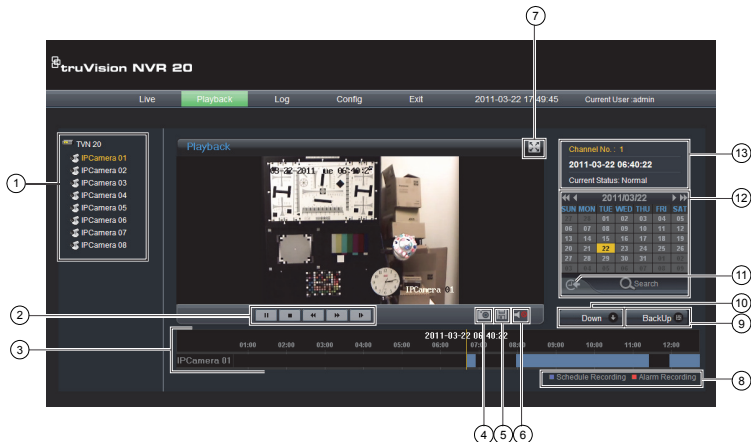 7
truVision NVR 20
Live Playback Log Config Exit 2011-03-22 17:49:45 Current User :admin
TVN 20
IPCamera 01
IPCamera 02
IPCamera 03
IPCamera 04
IPCamera 05
IPCamera 06
IPCamera 07
IPCamera 08
1
Playback
IPCamera 01
Channel No. : 1
2011-03-22 06:40:22
Current Status: Normal
13
2011/03/22
12
SUN MON TUE WED THU FRI SAT
01 02 03 04 05
06 07 08 09 10 11 12
13 14 15 16 17 18 19
20 21 22 23 24 25 26
27 28 29 30 31
Search
11
10
Down
BackUp
9
2
3
2011-03-22 06:40:22
01:00 02:00 03:00 04:00 05:00 06:00 07:00 08:00 09:00 10:00 11:00 12:00
IPCamera 01
Schedule Recording Alarm Recording
8
4 5 6